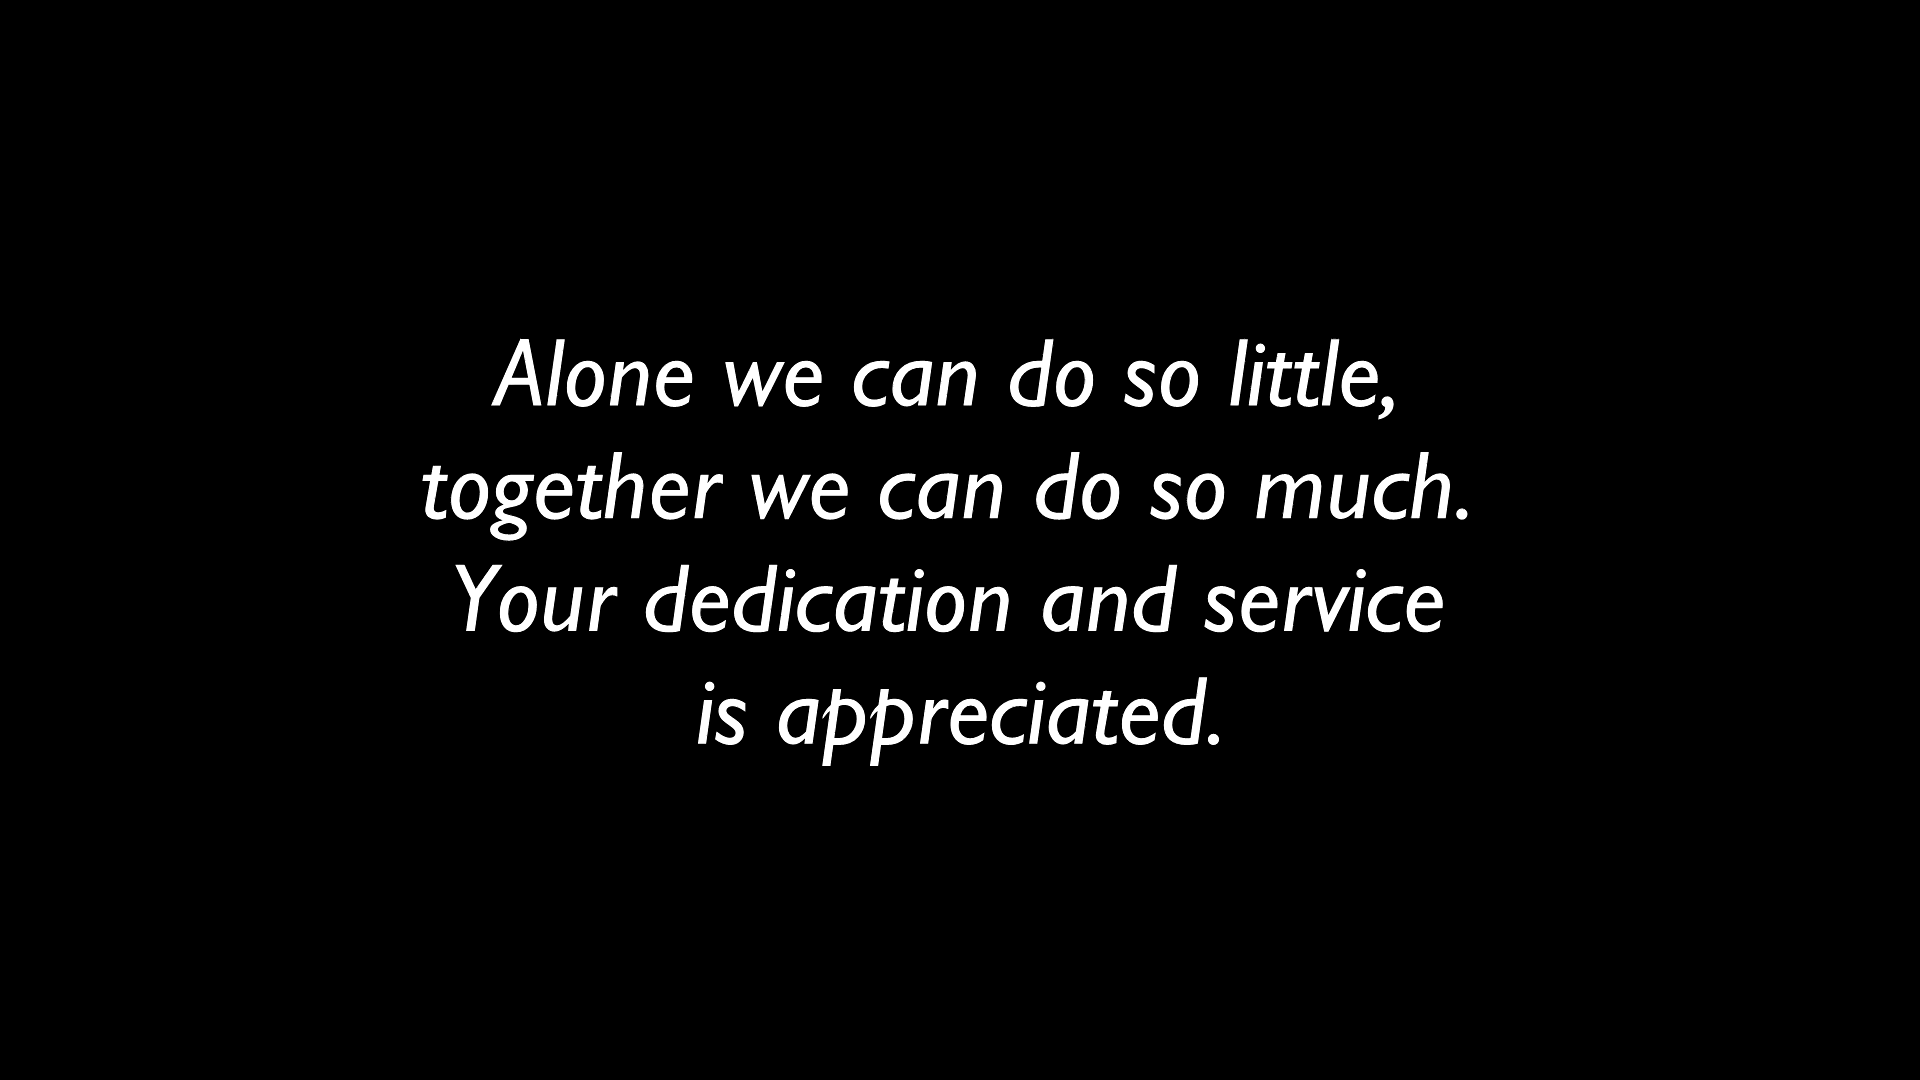 Alone we can do so little,
together we can do so much.
Your dedication and service
is appreciated.